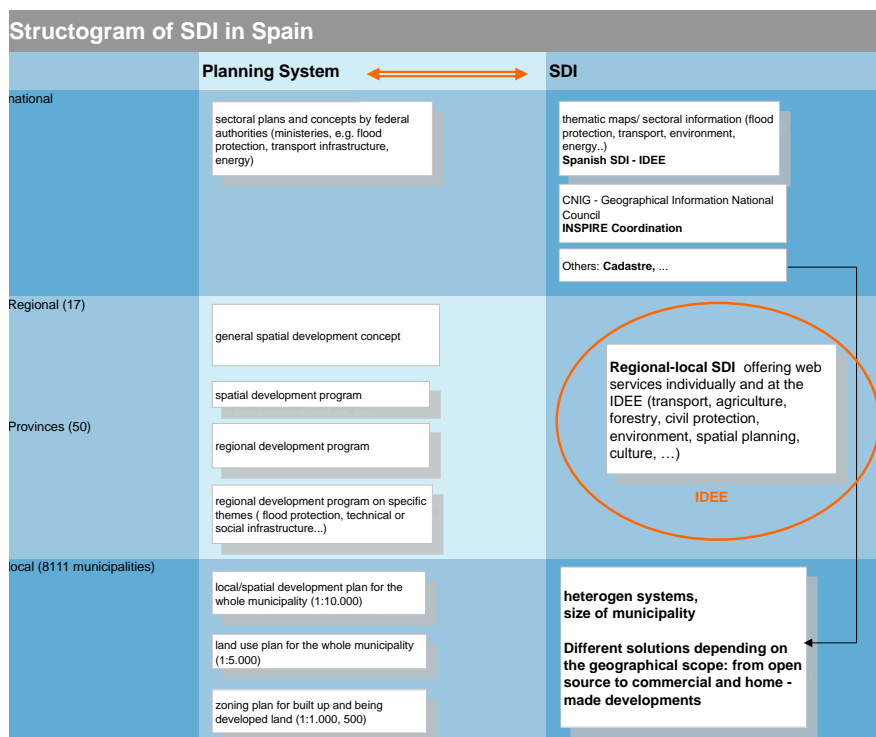 Structogram of SDI in Spain
Planning System
SDI
national
sectoral plans and concepts by federal
authorities (ministeries, e.g. flood
protection, transport infrastructure,
energy)
thematic maps/ sectoral information (flood
protection, transport, environment,
energy..)
Spanish SDI - IDEE
CNIG - Geographical Information National
Council
INSPIRE Coordination
Others: Cadastre, ...
Regional (17)
general spatial development concept
spatial development program
Provinces (50)
regional development program
regional development program on specific
themes ( flood protection, technical or
social infrastructure...)
Regional-local SDI offering web
services individually and at the
IDEE (transport, agriculture,
forestry, civil protection,
environment, spatial planning,
culture, …)
IDEE
local (8111 municipalities)
local/spatial development plan for the
whole municipality (1:10.000)
land use plan for the whole municipality
(1:5.000)
zoning plan for built up and being
developed land (1:1.000, 500)
heterogen systems,
size of municipality
Different solutions depending on
the geographical scope: from open
source to commercial and home -
made developments